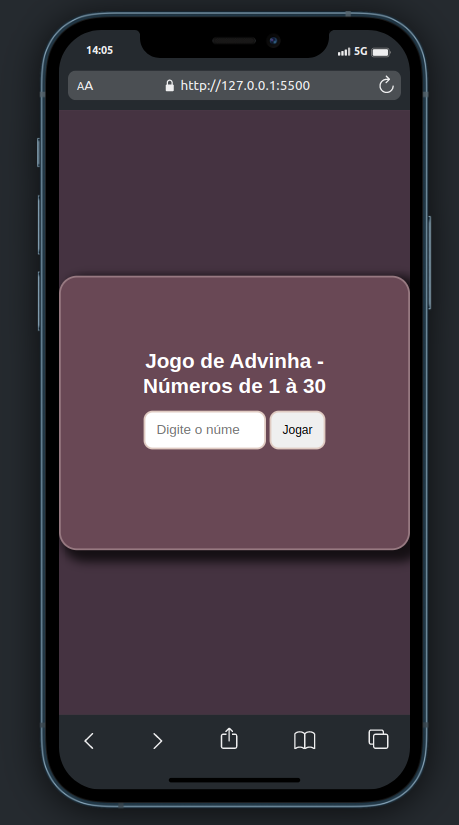 14:05
5G
AA
http://127.0.0.1:5500
Jogo de Advinha -
Números de 1 à 30
Digite o núme
Jogar